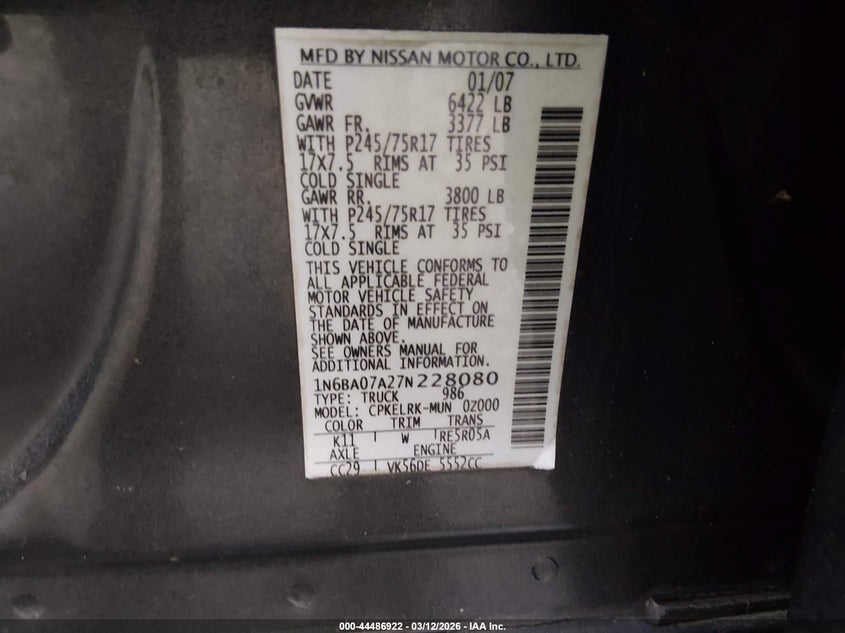 MFD BY NISSAN MOTOR CO., LTD.
DATE 01/07
GVWR 6422 LB
GAWR FR. 3377 LB
WITH P245/75R17 TIRES
17X7.5 RIMS AT 35 PSI
COLD SINGLE
GAWR RR. 3800 LB
WITH P245/75R17 TIRES
17X7.5 RIMS AT 35 PSI
COLD SINGLE
THIS VEHICLE CONFORMS TO
ALL APPLICABLE FEDERAL
MOTOR VEHICLE SAFETY
STANDARDS IN EFFECT ON
THE DATE OF MANUFACTURE
SHOWN ABOVE.
SEE OWNERS MANUAL FOR
ADDITIONAL INFORMATION.
1N6BA07A27N228080
TYPE: TRUCK 986
MODEL: CPKELRK-MUN 0Z000
COLOR TRIM TRANS
K11 W RE5R05A
AXLE ENGINE
CC29 VK56DE 5552CC
000-44486922 - 03/12/2026 - IAA Inc.